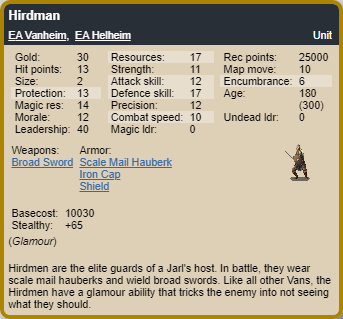 Hirdman
EA Vanheim, EA Helheim Unit
Gold: 30 Resources: 17 Rec points: 25000
Hit points: 13 Strength: 11 Map move: 10
Size: 2 Attack skill: 12 Encumbrance: 6
Protection: 13 Defence skill: 17 Age: 180
Magic res: 14 Precision: 12 (300)
Morale: 12 Combat speed: 10 Undead ldr: 0
Leadership: 40 Magic ldr: 0
Weapons: Armor:
Broad Sword Scale Mail Hauberk
Iron Cap
Shield
Basecost: 10030
Stealthy: +65
(Glamour)
Hirdmen are the elite guards of a Jarl's host. In battle, they wear
scale mail hauberks and wield broad swords. Like all other Vans, the
Hirdmen have a glamour ability that tricks the enemy into not seeing
what they should.